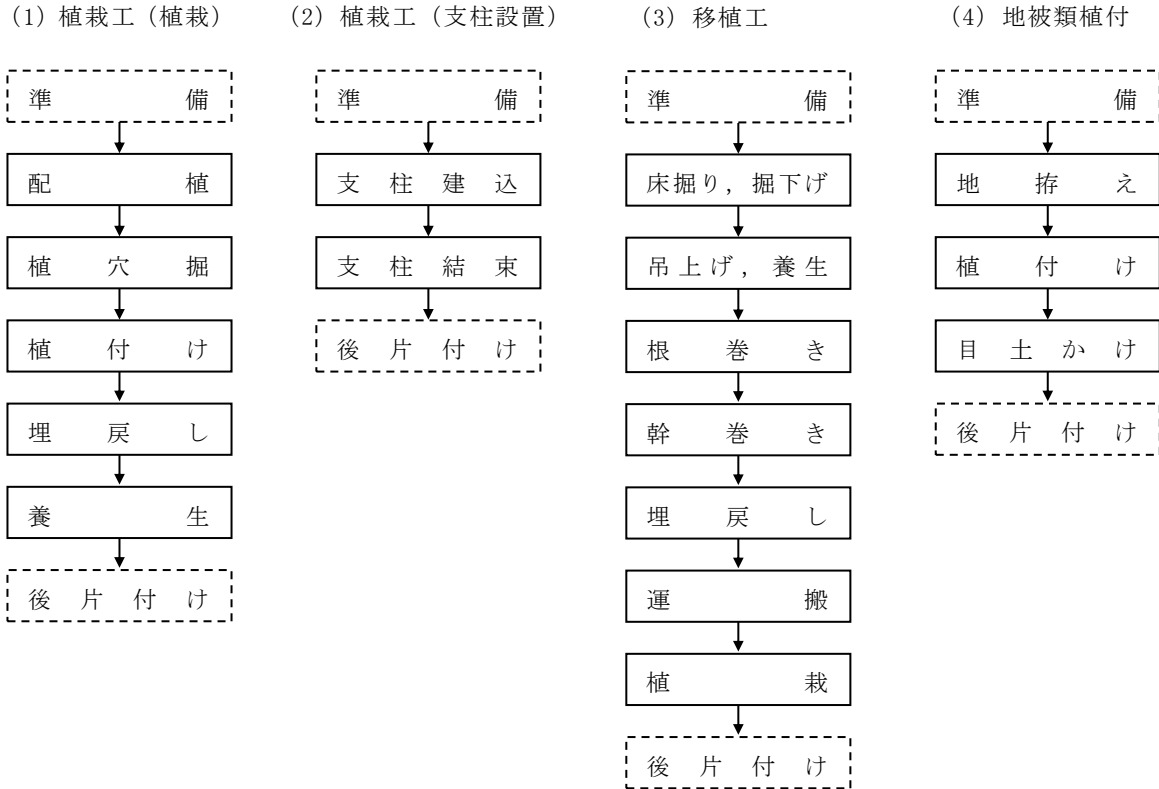 (1) 植栽工（植栽）
準備
配植
植穴掘
植付け
埋戻し
養生
後片付け
(2) 植栽工（支柱設置）
準備
支柱建込
支柱結束
後片付け
(3) 移植工
準備
床掘り，掘下げ
吊上げ，養生
根巻き
幹巻き
埋戻し
運搬
植栽
後片付け
(4) 地被類植付
準備
地拵え
植付け
目土かけ
後片付け